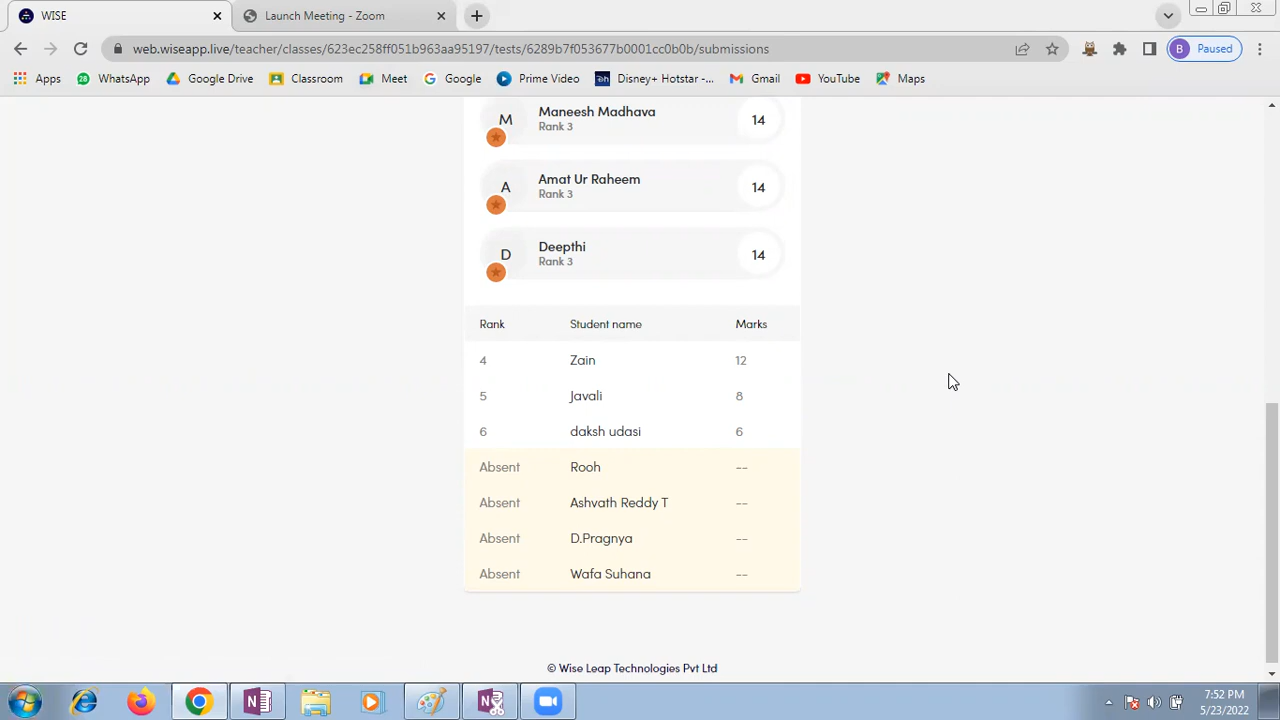 WISE
Launch Meeting - Zoom
web.wiseapp.live/teacher/classes/623ec258ff051b963aa95197/tests/6289b7f053677b0001cc0b0b/submissions
B Paused
Apps
28 WhatsApp
Google Drive
Classroom
Meet
G Google
Prime Video
Disney+ Hotstar -...
Gmail
YouTube
Maps
M Maneesh Madhava 14
Rank 3
A Amat Ur Raheem 14
Rank 3
D Deepthi 14
Rank 3
Rank Student name Marks
4 Zain 12
5 Javali 8
6 daksh udasi 6
Absent Rooh --
Absent Ashvath Reddy T --
Absent D.Pragnya --
Absent Wafa Suhana --
© Wise Leap Technologies Pvt Ltd
7:52 PM
5/23/2022